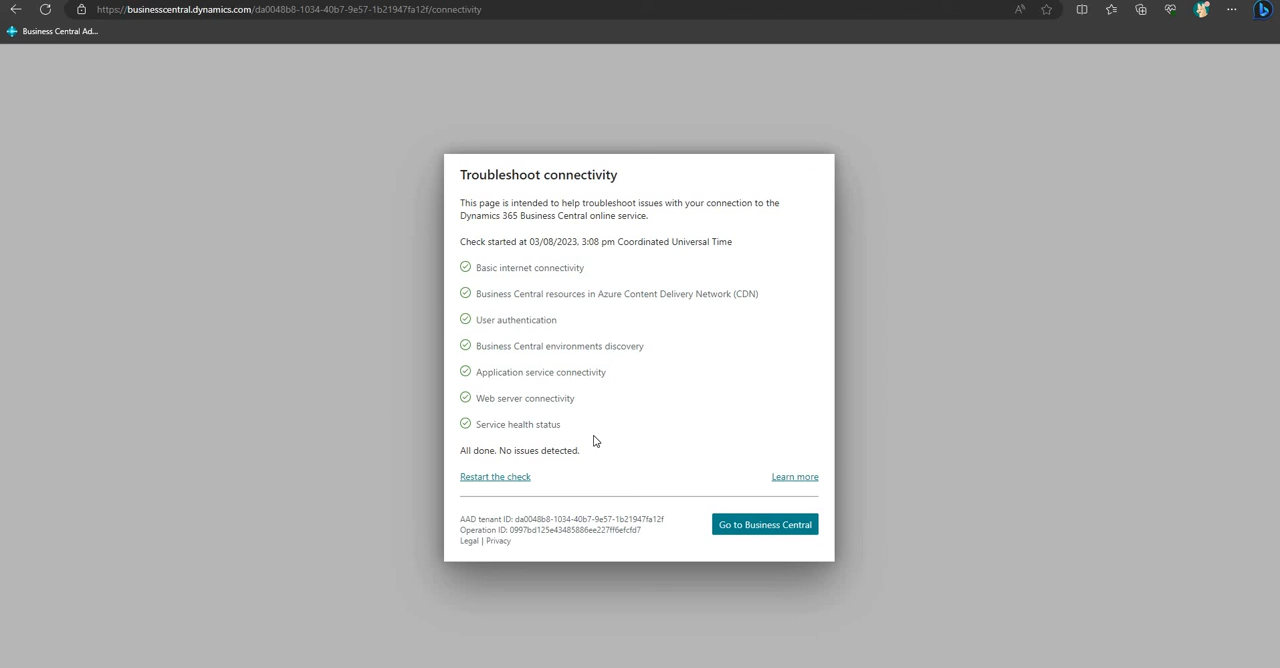 https://businesscentral.dynamics.com/da0048b8-1034-40b7-9e57-1b21947fa12f/connectivity
Business Central Ad...
Troubleshoot connectivity
This page is intended to help troubleshoot issues with your connection to the
Dynamics 365 Business Central online service.
Check started at 03/08/2023, 3:08 pm Coordinated Universal Time
Basic internet connectivity
Business Central resources in Azure Content Delivery Network (CDN)
User authentication
Business Central environments discovery
Application service connectivity
Web server connectivity
Service health status
All done. No issues detected.
Restart the check
Learn more
AAD tenant ID: da0048b8-1034-40b7-9e57-1b21947fa12f
Operation ID: 0997bd125e43485886ee227ff6efcfd7
Go to Business Central
Legal | Privacy